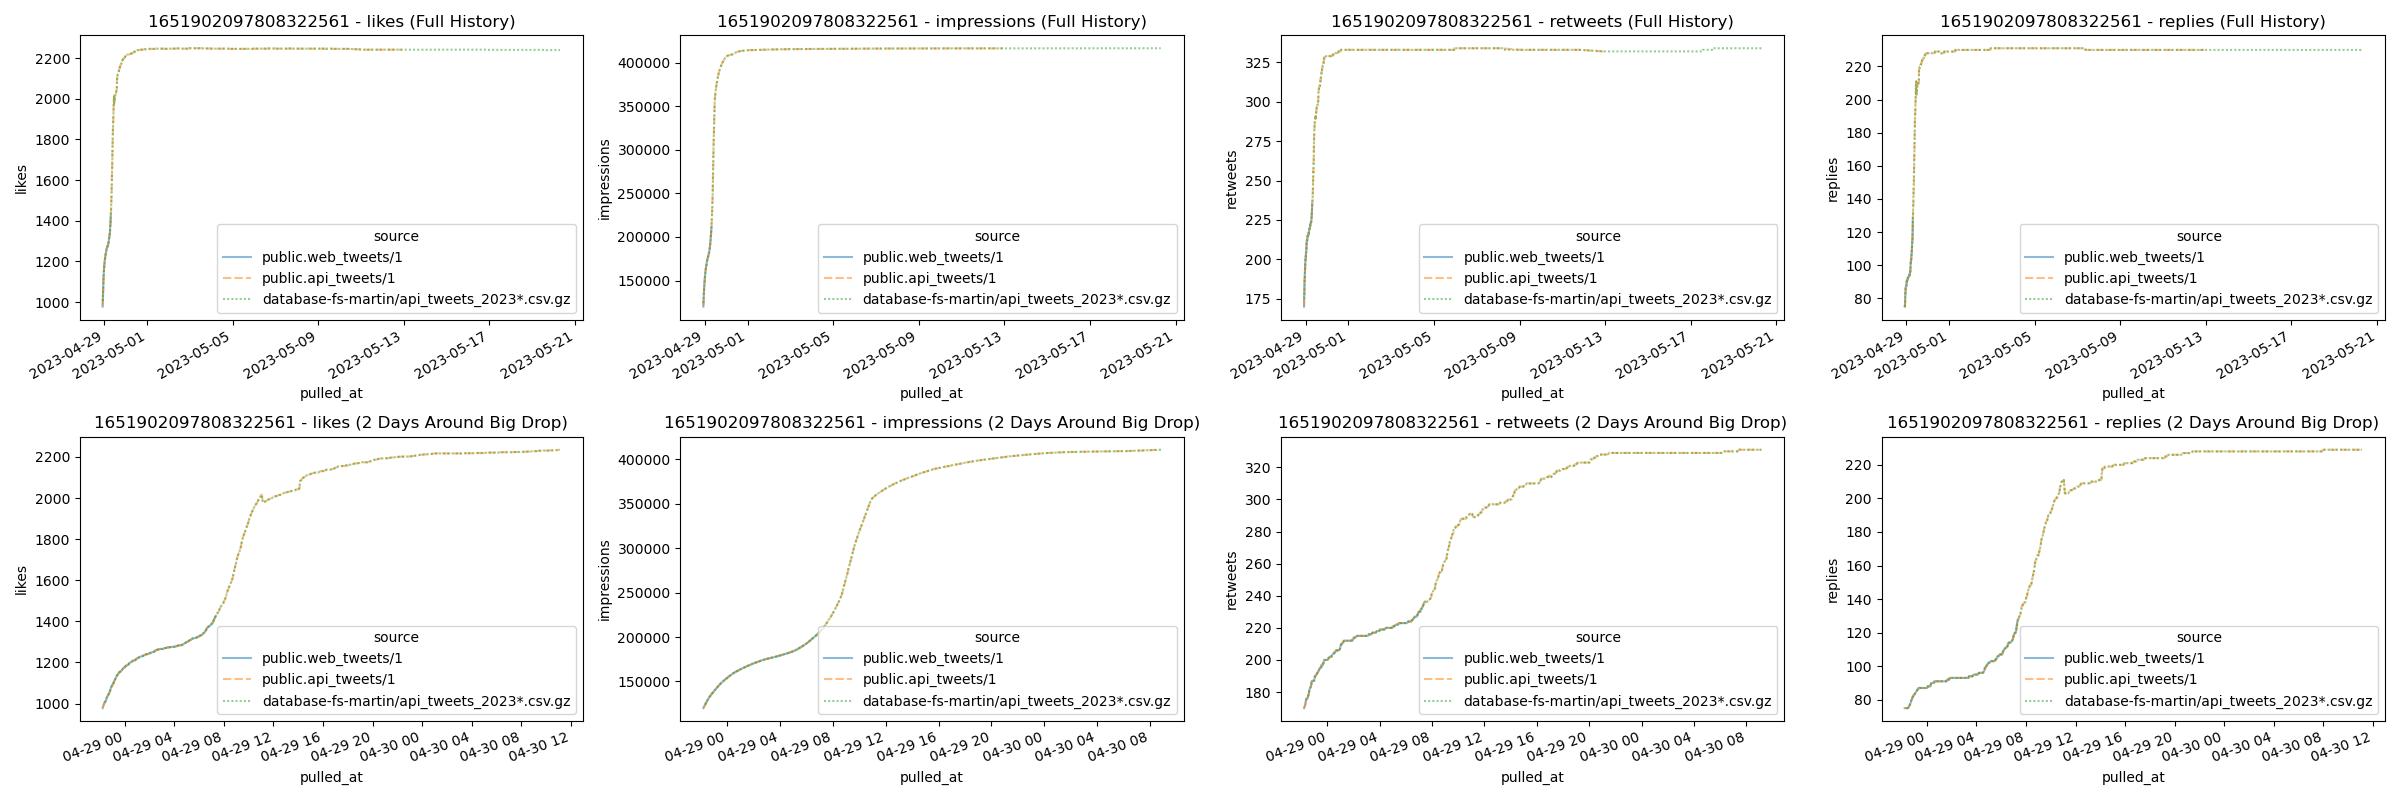 1651902097808322561 - likes (Full History)
2200
2000
1800
1600
1400
1200
1000
likes
source
public.web_tweets/1
public.api_tweets/1
database-fs-martin/api_tweets_2023*.csv.gz
2023-04-29
2023-05-01
2023-05-05
2023-05-09
2023-05-13
2023-05-17
2023-05-21
pulled_at
1651902097808322561 - impressions (Full History)
400000
350000
300000
250000
200000
150000
impressions
source
public.web_tweets/1
public.api_tweets/1
database-fs-martin/api_tweets_2023*.csv.gz
2023-04-29
2023-05-01
2023-05-05
2023-05-09
2023-05-13
2023-05-17
2023-05-21
pulled_at
1651902097808322561 - retweets (Full History)
325
300
275
250
225
200
175
retweets
source
public.web_tweets/1
public.api_tweets/1
database-fs-martin/api_tweets_2023*.csv.gz
2023-04-29
2023-05-01
2023-05-05
2023-05-09
2023-05-13
2023-05-17
2023-05-21
pulled_at
1651902097808322561 - replies (Full History)
220
200
180
160
140
120
100
80
replies
source
public.web_tweets/1
public.api_tweets/1
database-fs-martin/api_tweets_2023*.csv.gz
2023-04-29
2023-05-01
2023-05-05
2023-05-09
2023-05-13
2023-05-17
2023-05-21
pulled_at
1651902097808322561 - likes (2 Days Around Big Drop)
2200
2000
1800
1600
1400
1200
1000
likes
source
public.web_tweets/1
public.api_tweets/1
database-fs-martin/api_tweets_2023*.csv.gz
04-29 00
04-29 04
04-29 08
04-29 12
04-29 16
04-29 20
04-30 00
04-30 04
04-30 08
04-30 12
pulled_at
1651902097808322561 - impressions (2 Days Around Big Drop)
400000
350000
300000
250000
200000
150000
impressions
source
public.web_tweets/1
public.api_tweets/1
database-fs-martin/api_tweets_2023*.csv.gz
04-29 00
04-29 04
04-29 08
04-29 12
04-29 16
04-29 20
04-30 00
04-30 04
04-30 08
pulled_at
1651902097808322561 - retweets (2 Days Around Big Drop)
320
300
280
260
240
220
200
180
retweets
source
public.web_tweets/1
public.api_tweets/1
database-fs-martin/api_tweets_2023*.csv.gz
04-29 00
04-29 04
04-29 08
04-29 12
04-29 16
04-29 20
04-30 00
04-30 04
04-30 08
pulled_at
1651902097808322561 - replies (2 Days Around Big Drop)
220
200
180
160
140
120
100
80
replies
source
public.web_tweets/1
public.api_tweets/1
database-fs-martin/api_tweets_2023*.csv.gz
04-29 00
04-29 04
04-29 08
04-29 12
04-29 16
04-29 20
04-30 00
04-30 04
04-30 08
04-30 12
pulled_at